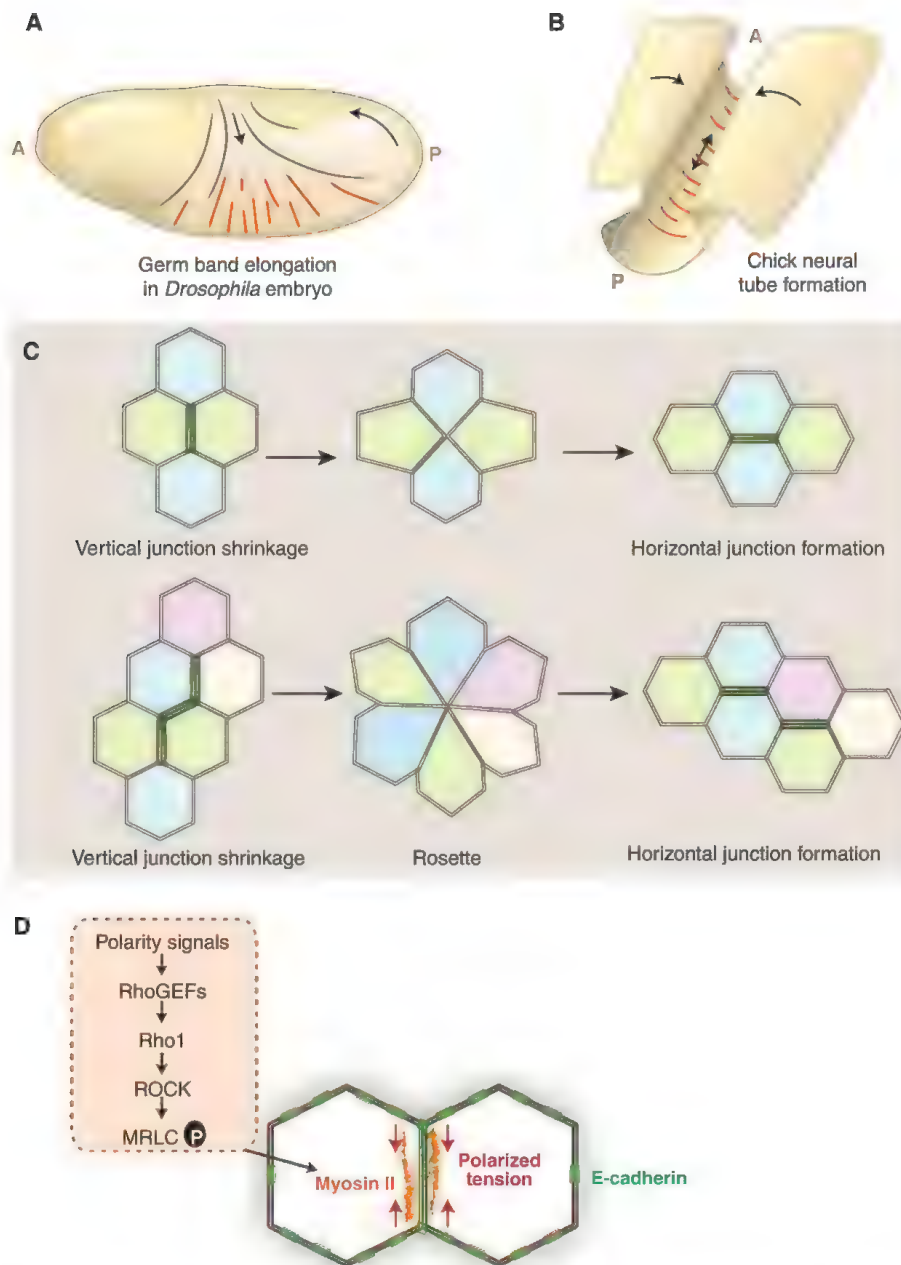 A
B
A
A
P
P
Germ band elongation
in Drosophila embryo
Chick neural
tube formation
C
Vertical junction shrinkage
Horizontal junction formation
Vertical junction shrinkage
Rosette
Horizontal junction formation
D
Polarity signals
RhoGEFs
Rho1
ROCK
MRLC P
Myosin II
Polarized
tension
E-cadherin